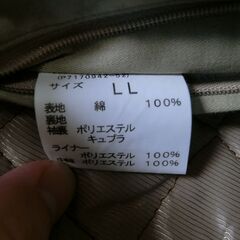 (P2170942-52)
サイズ LL
表地 綿 100%
裏地
袖裏 ポリエステル
キュプラ
ライナー
ポリエステル 100%
ポリエステル 100%